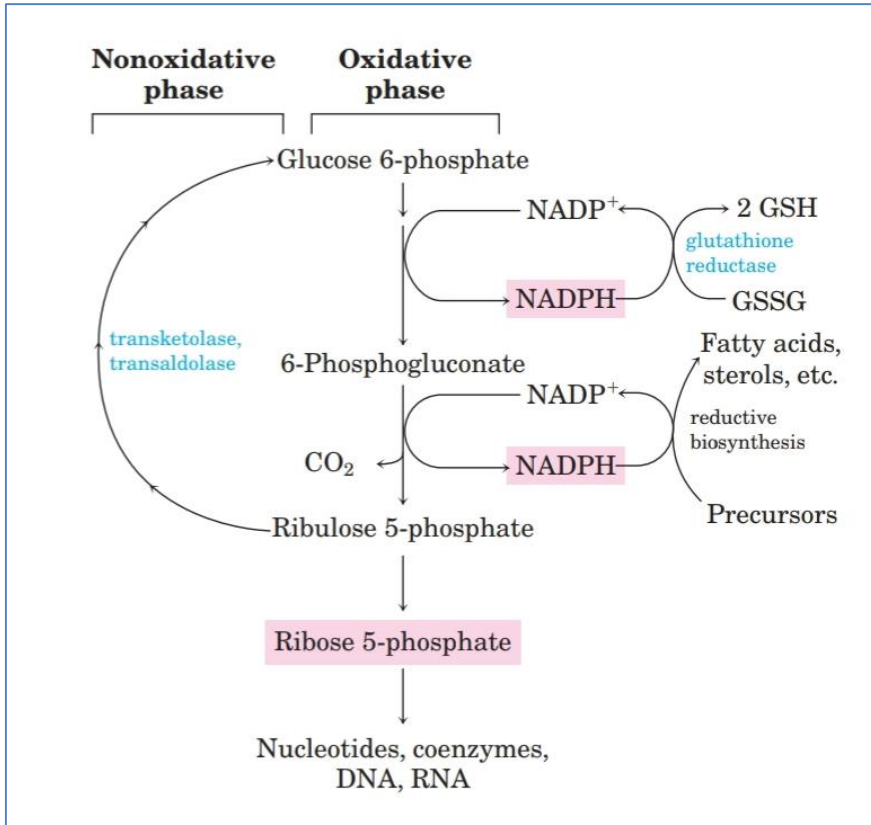 Nonoxidative
phase
Oxidative
phase
Glucose 6-phosphate
NADP+
2 GSH
glutathione
reductase
NADPH
GSSG
transketolase,
transaldolase
6-Phosphogluconate
Fatty acids,
sterols, etc.
NADP+
reductive
biosynthesis
CO2
NADPH
Precursors
Ribulose 5-phosphate
Ribose 5-phosphate
Nucleotides, coenzymes,
DNA, RNA